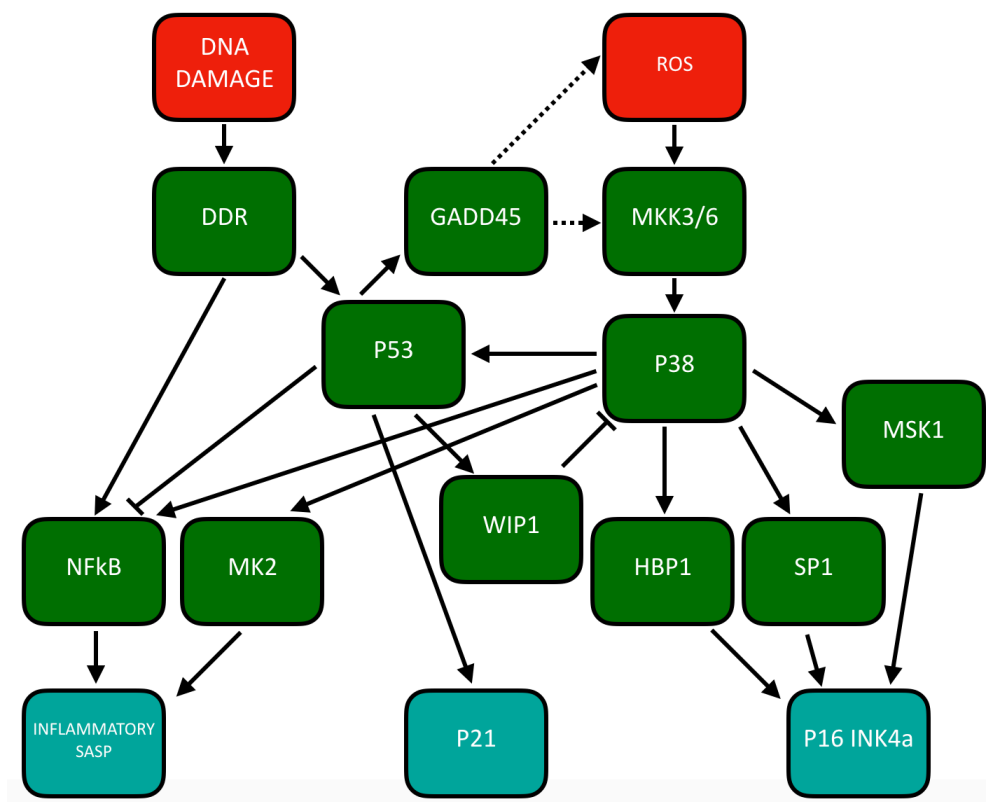 DNA
DAMAGE
ROS
DDR
GADD45
MKK3/6
P53
P38
MSK1
NFkB
MK2
WIP1
HBP1
SP1
INFLAMMATORY
SASP
P21
P16 INK4a